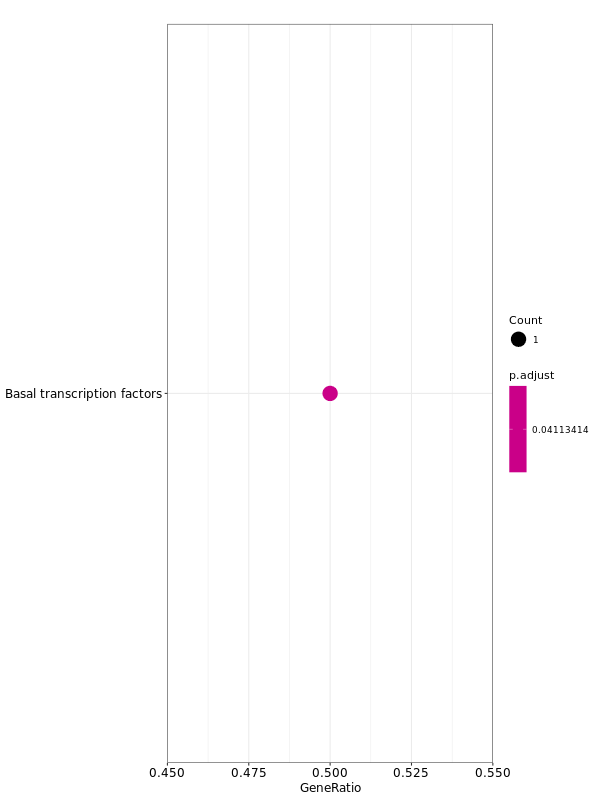 Basal transcription factors
0.450 0.475 0.500 0.525 0.550
GeneRatio
Count
1
p.adjust
0.04113414